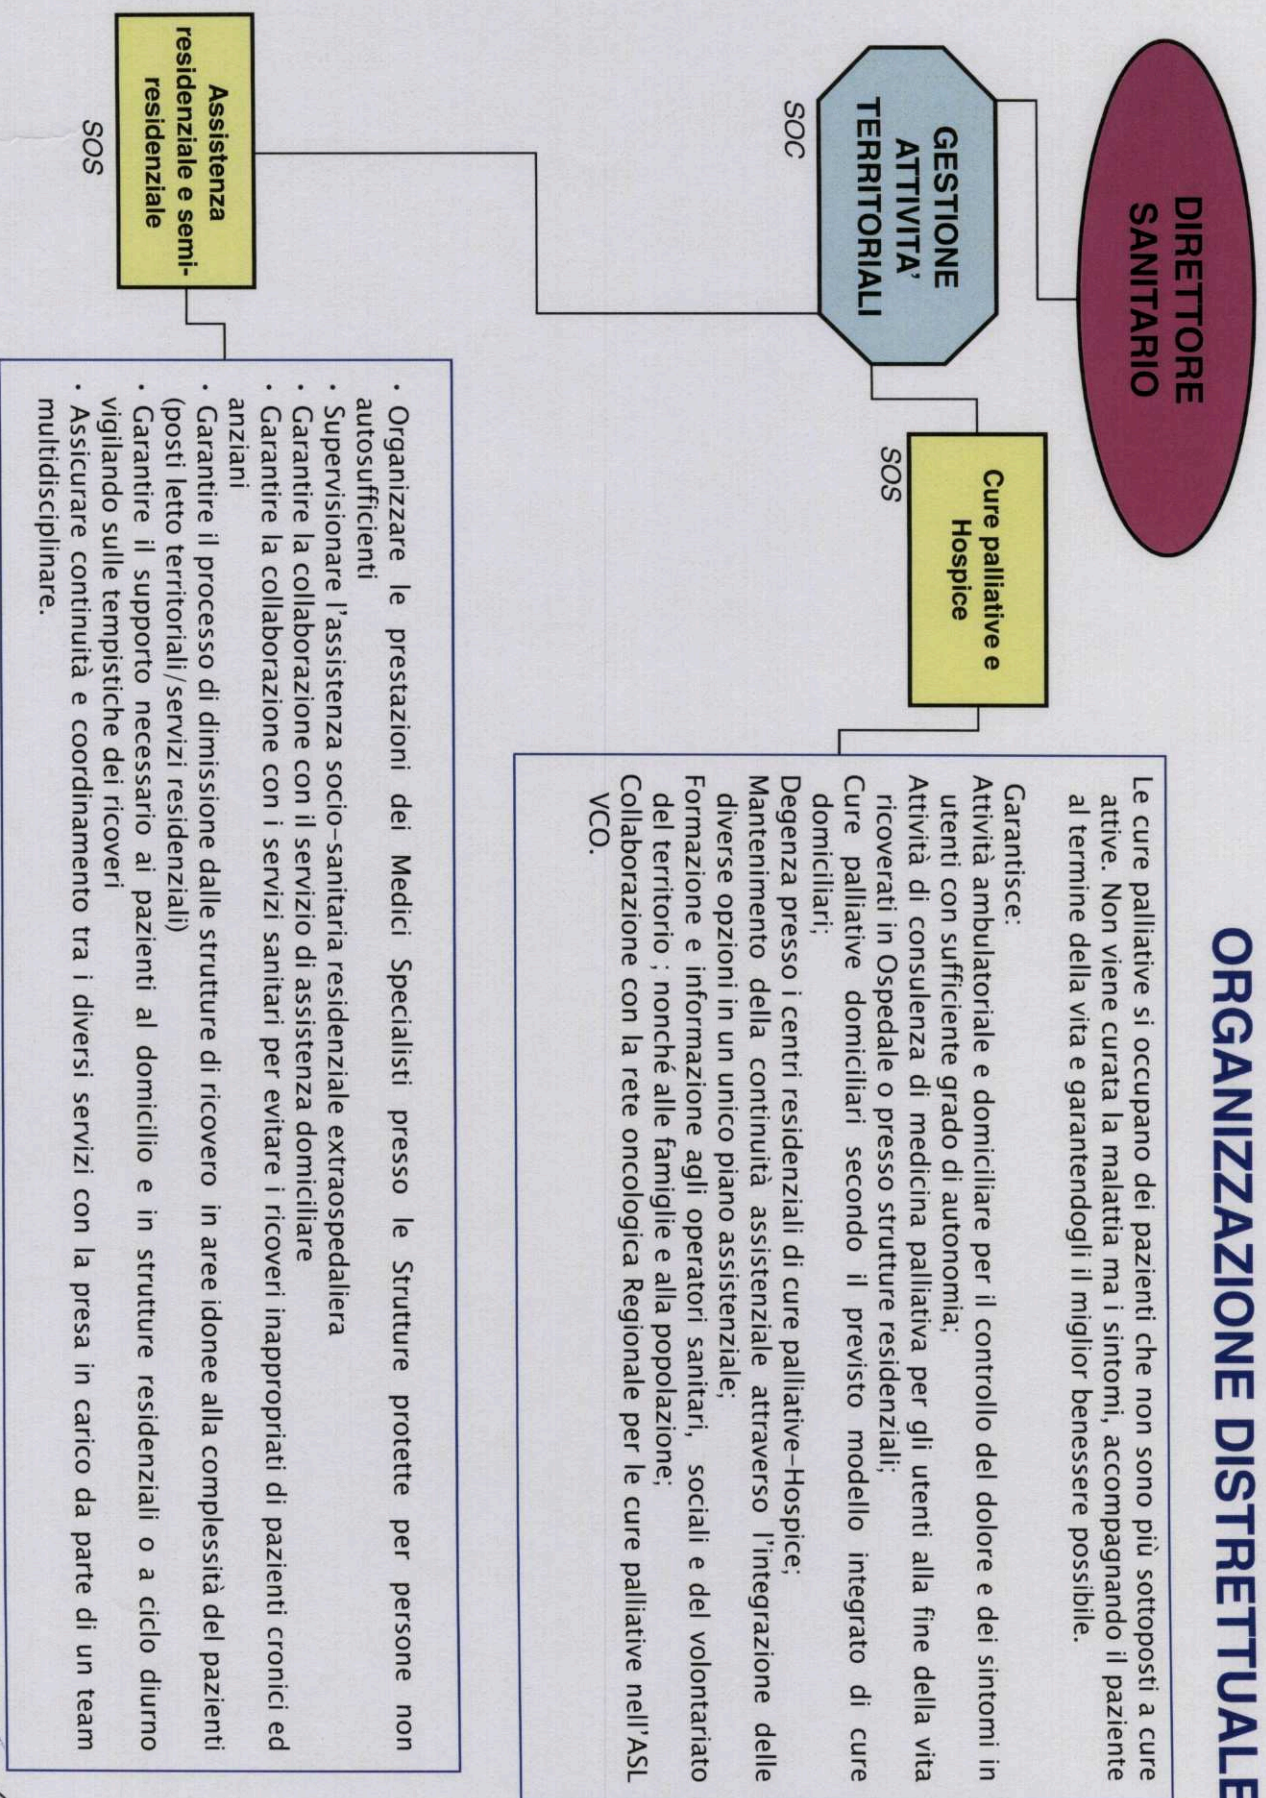 ORGANIZZAZIONE DISTRETTUALE
DIRETTORE
SANITARIO
GESTIONE
ATTIVITA'
TERRITORIALI
SOC
Cure palliative e
Hospice
SOS
Le cure palliative si occupano dei pazienti che non sono più sottoposti a cure
attive. Non viene curata la malattia ma i sintomi, accompagnando il paziente
al termine della vita e garantendogli il miglior benessere possibile.
Garantisce:
Attività ambulatoriale e domiciliare per il controllo del dolore e dei sintomi in
utenti con sufficiente grado di autonomia;
Attività di consulenza di medicina palliativa per gli utenti alla fine della vita
ricoverati in Ospedale o presso strutture residenziali;
Cure palliative domiciliari secondo il previsto modello integrato di cure
domiciliari;
Degenza presso i centri residenziali di cure palliative-Hospice;
Mantenimento della continuità assistenziale attraverso l'integrazione delle
diverse opzioni in un unico piano assistenziale;
Formazione e informazione agli operatori sanitari, sociali e del volontariato
del territorio ; nonché alle famiglie e alla popolazione;
Collaborazione con la rete oncologica Regionale per le cure palliative nell'ASL
VCO.
Assistenza
residenziale e semi-
residenziale
SOS
· Organizzare le prestazioni dei Medici Specialisti presso le Strutture protette per persone non
autosufficienti
· Supervisionare l'assistenza socio-sanitaria residenziale extraospedaliera
· Garantire la collaborazione con il servizio di assistenza domiciliare
· Garantire la collaborazione con i servizi sanitari per evitare i ricoveri inappropriati di pazienti cronici ed
anziani
· Garantire il processo di dimissione dalle strutture di ricovero in aree idonee alla complessità del pazienti
(posti letto territoriali/servizi residenziali)
· Garantire il supporto necessario ai pazienti al domicilio e in strutture residenziali o a ciclo diurno
vigilando sulle tempistiche dei ricoveri
· Assicurare continuità e coordinamento tra i diversi servizi con la presa in carico da parte di un team
multidisciplinare.